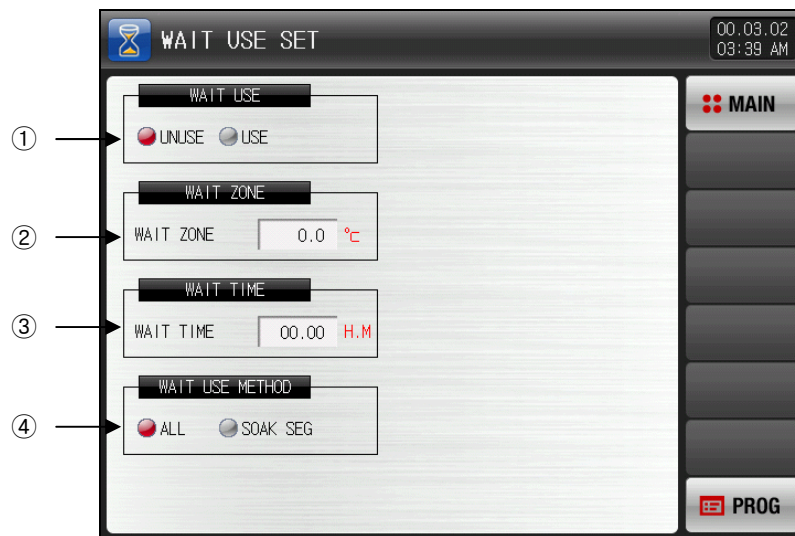 WAIT USE SET
00.03.02
03:39 AM
MAIN
WAIT USE
① UNUSE USE
WAIT ZONE
② WAIT ZONE 0.0 ℃
WAIT TIME
③ WAIT TIME 00.00 H.M
WAIT USE METHOD
④ ALL SOAK SEG
PROG